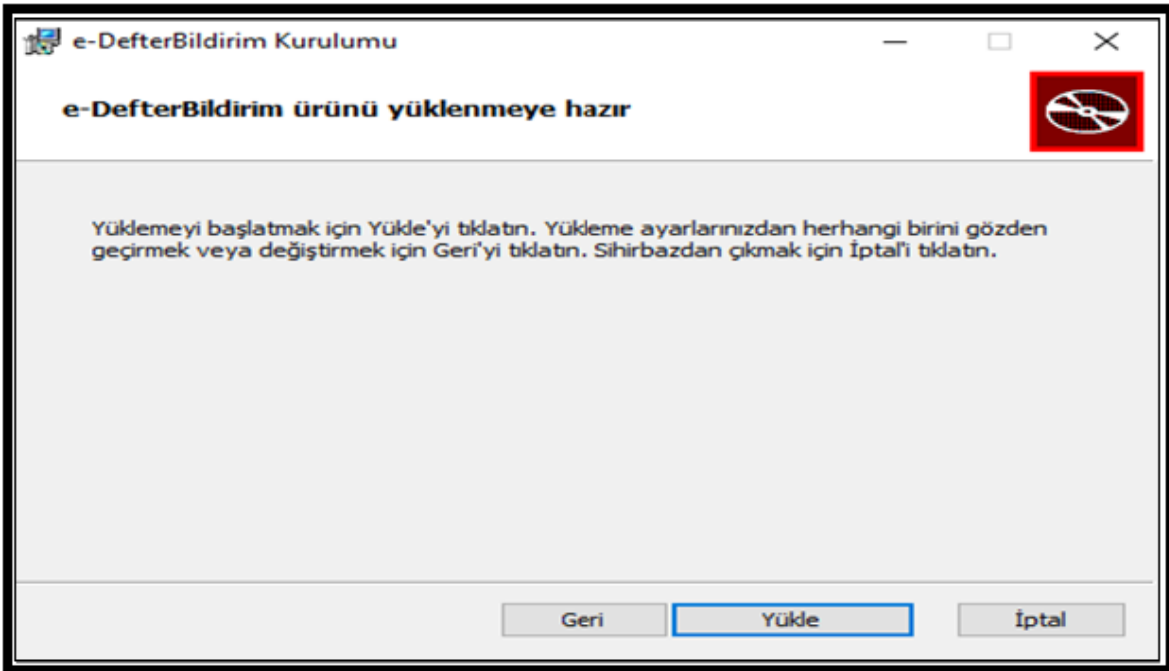 e-DefterBildirim Kurulumu
e-DefterBildirim ürünü yüklenmeye hazır
Yüklemeyi başlatmak için Yükle'yi tıklatın. Yükleme ayarlarınızdan herhangi birini gözden
geçirmek veya değiştirmek için Geri'yi tıklatın. Sihirbazdan çıkmak için İptal'i tıklatın.
Geri Yükle İptal